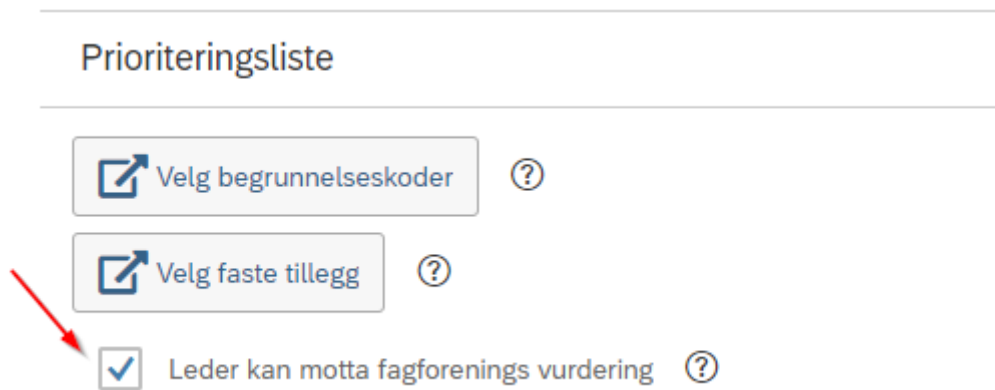 Prioriteringsliste
Velg begrunnelseskoder
Velg faste tillegg
Leder kan motta fagforenings vurdering